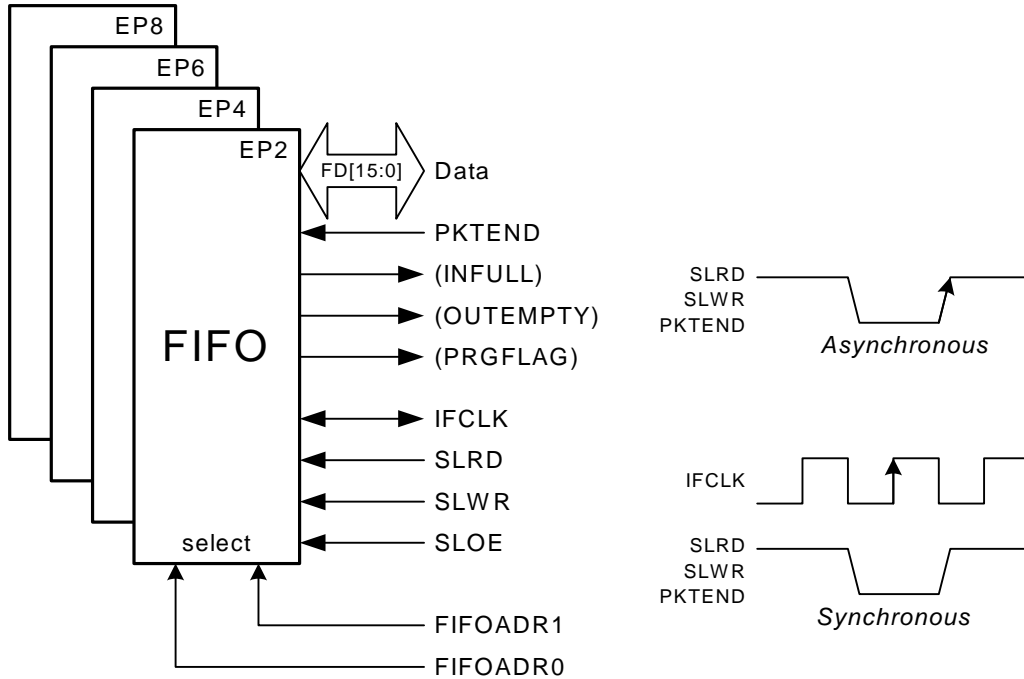 EP8
EP6
EP4
EP2
FD[15:0]
Data
PKTEND
(INFULL)
(OUTEMPTY)
(PRGFLAG)
FIFO
IFCLK
SLRD
SLWR
SLOE
select
FIFOADR1
FIFOADR0
SLRD
SLWR
PKTEND
Asynchronous
IFCLK
SLRD
SLWR
PKTEND
Synchronous